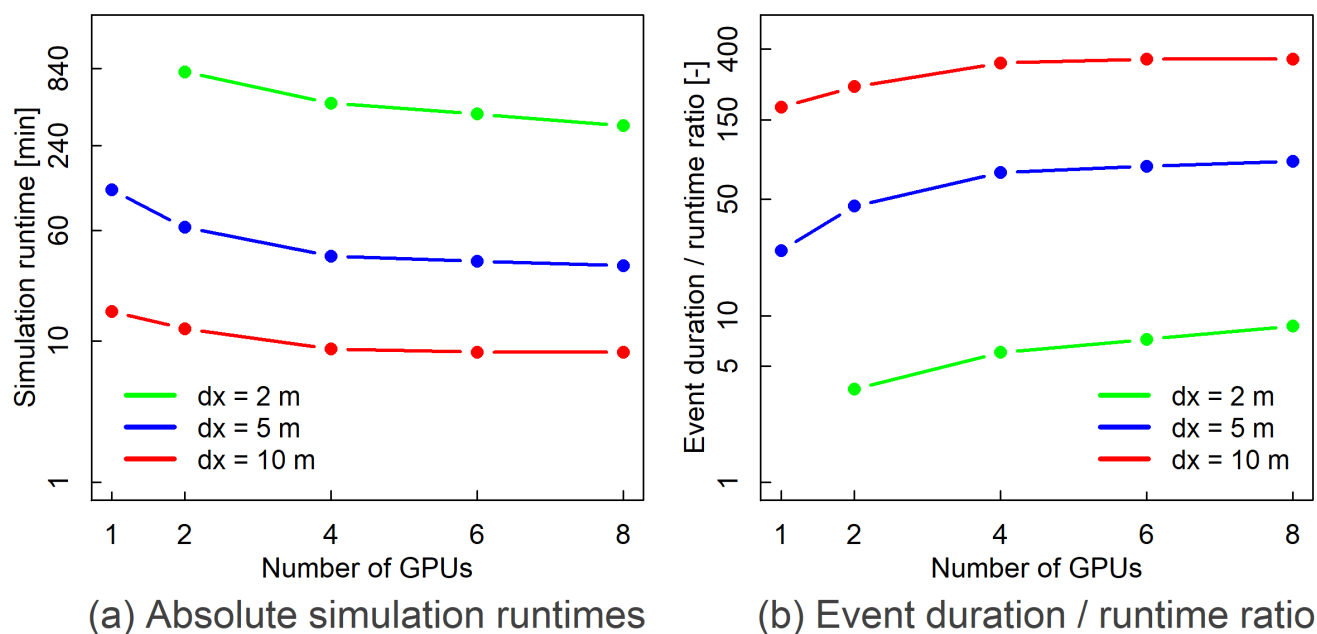 Simulation runtime [min]
840
240
60
10
1
dx = 2 m
dx = 5 m
dx = 10 m
1 2 4 6 8
Number of GPUs
(a) Absolute simulation runtimes
Event duration / runtime ratio [-]
400
150
50
10
5
1
dx = 2 m
dx = 5 m
dx = 10 m
1 2 4 6 8
Number of GPUs
(b) Event duration / runtime ratio